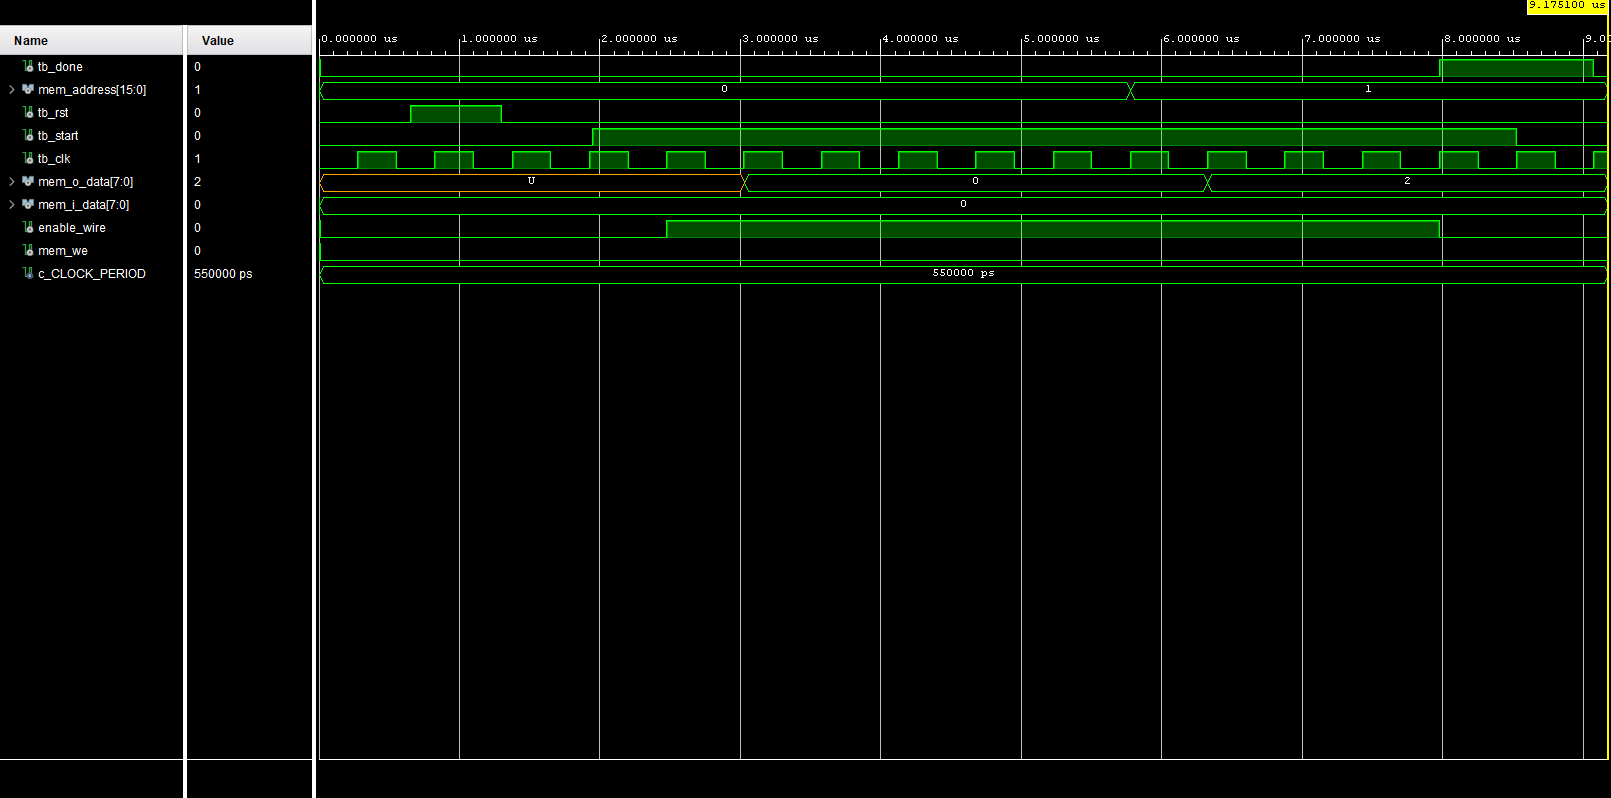 9.175100 us
Name Value
0.000000 us 1.000000 us 2.000000 us 3.000000 us 4.000000 us 5.000000 us 6.000000 us 7.000000 us 8.000000 us 9.00
tb_done 0
mem_address[15:0] 1 0 1
tb_rst 0
tb_start 0
tb_clk 1
mem_o_data[7:0] 2 U 0 2
mem_i_data[7:0] 0 0
enable_wire 0
mem_we 0
c_CLOCK_PERIOD 550000 ps 550000 ps